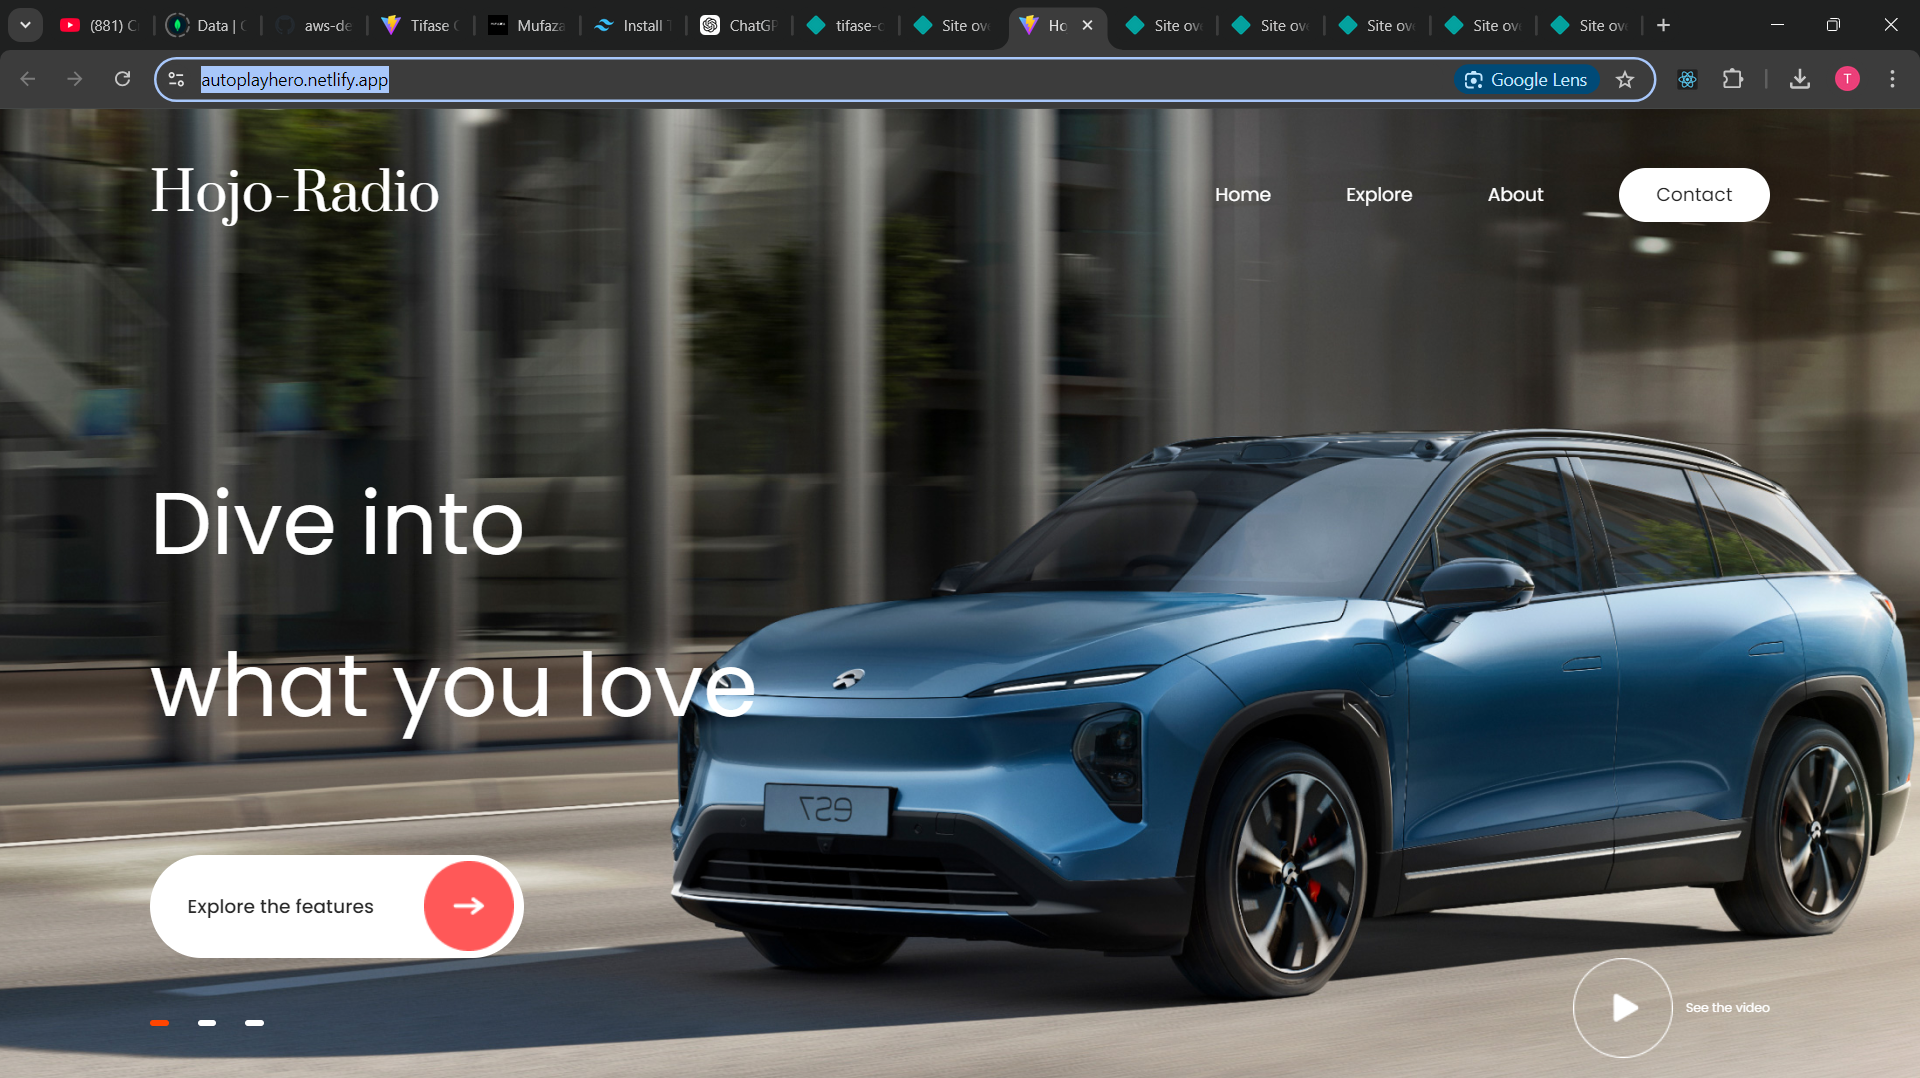 (881) C
Data | C
aws-de
Tifase C
Mufaza
Install T
ChatGP
tifase-c
Site ov
Ho
Site ov
Site ov
Site ov
Site ov
Site ov
autoplayhero.netlify.app
Google Lens
T
Hojo-Radio
Home
Explore
About
Contact
Dive into
what you love
ES7
Explore the features
See the video